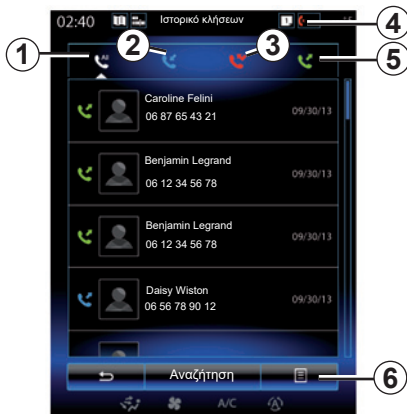 02:40 Ιστορικό κλήσεων
1 2 3 4 5
All
Caroline Felini
06 87 65 43 21
09/30/13
Benjamin Legrand
06 12 34 56 78
09/30/13
Benjamin Legrand
06 12 34 56 78
09/30/13
Daisy Wiston
06 56 78 90 12
09/30/13
Αναζήτηση
6
A/C